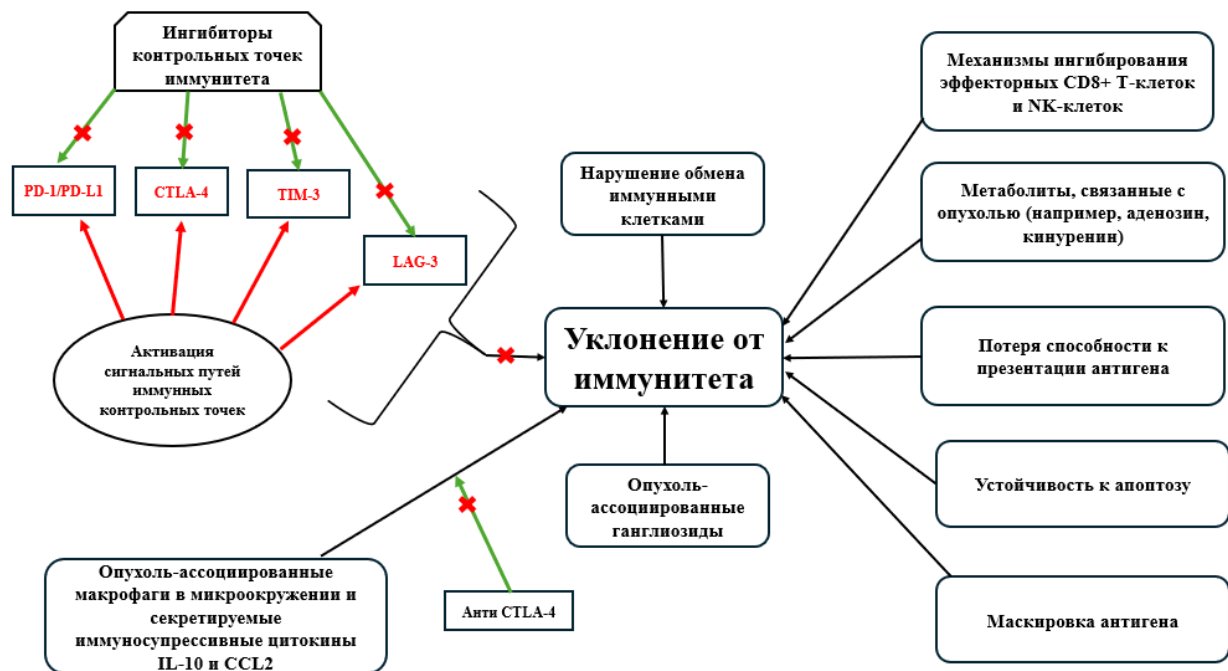 Ингибиторы
контрольных точек
иммунитета
PD-1/PD-L1
CTLA-4
TIM-3
LAG-3
Активация
сигнальных путей
иммунных
контрольных точек
Нарушение обмена
иммунными
клетками
Уклонение от
иммунитета
Опухоль-
ассоциированные
ганглиозиды
Опухоль-ассоциированные
макрофаги в микроокружении и
секретируемые
иммуносупрессивные цитокины
IL-10 и CCL2
Анти CTLA-4
Механизмы ингибирования
эффекторных CD8+ Т-клеток
и NK-клеток
Метаболиты, связанные с
опухолью (например, аденозин,
кинуренин)
Потеря способности к
презентации антигена
Устойчивость к апоптозу
Маскировка антигена